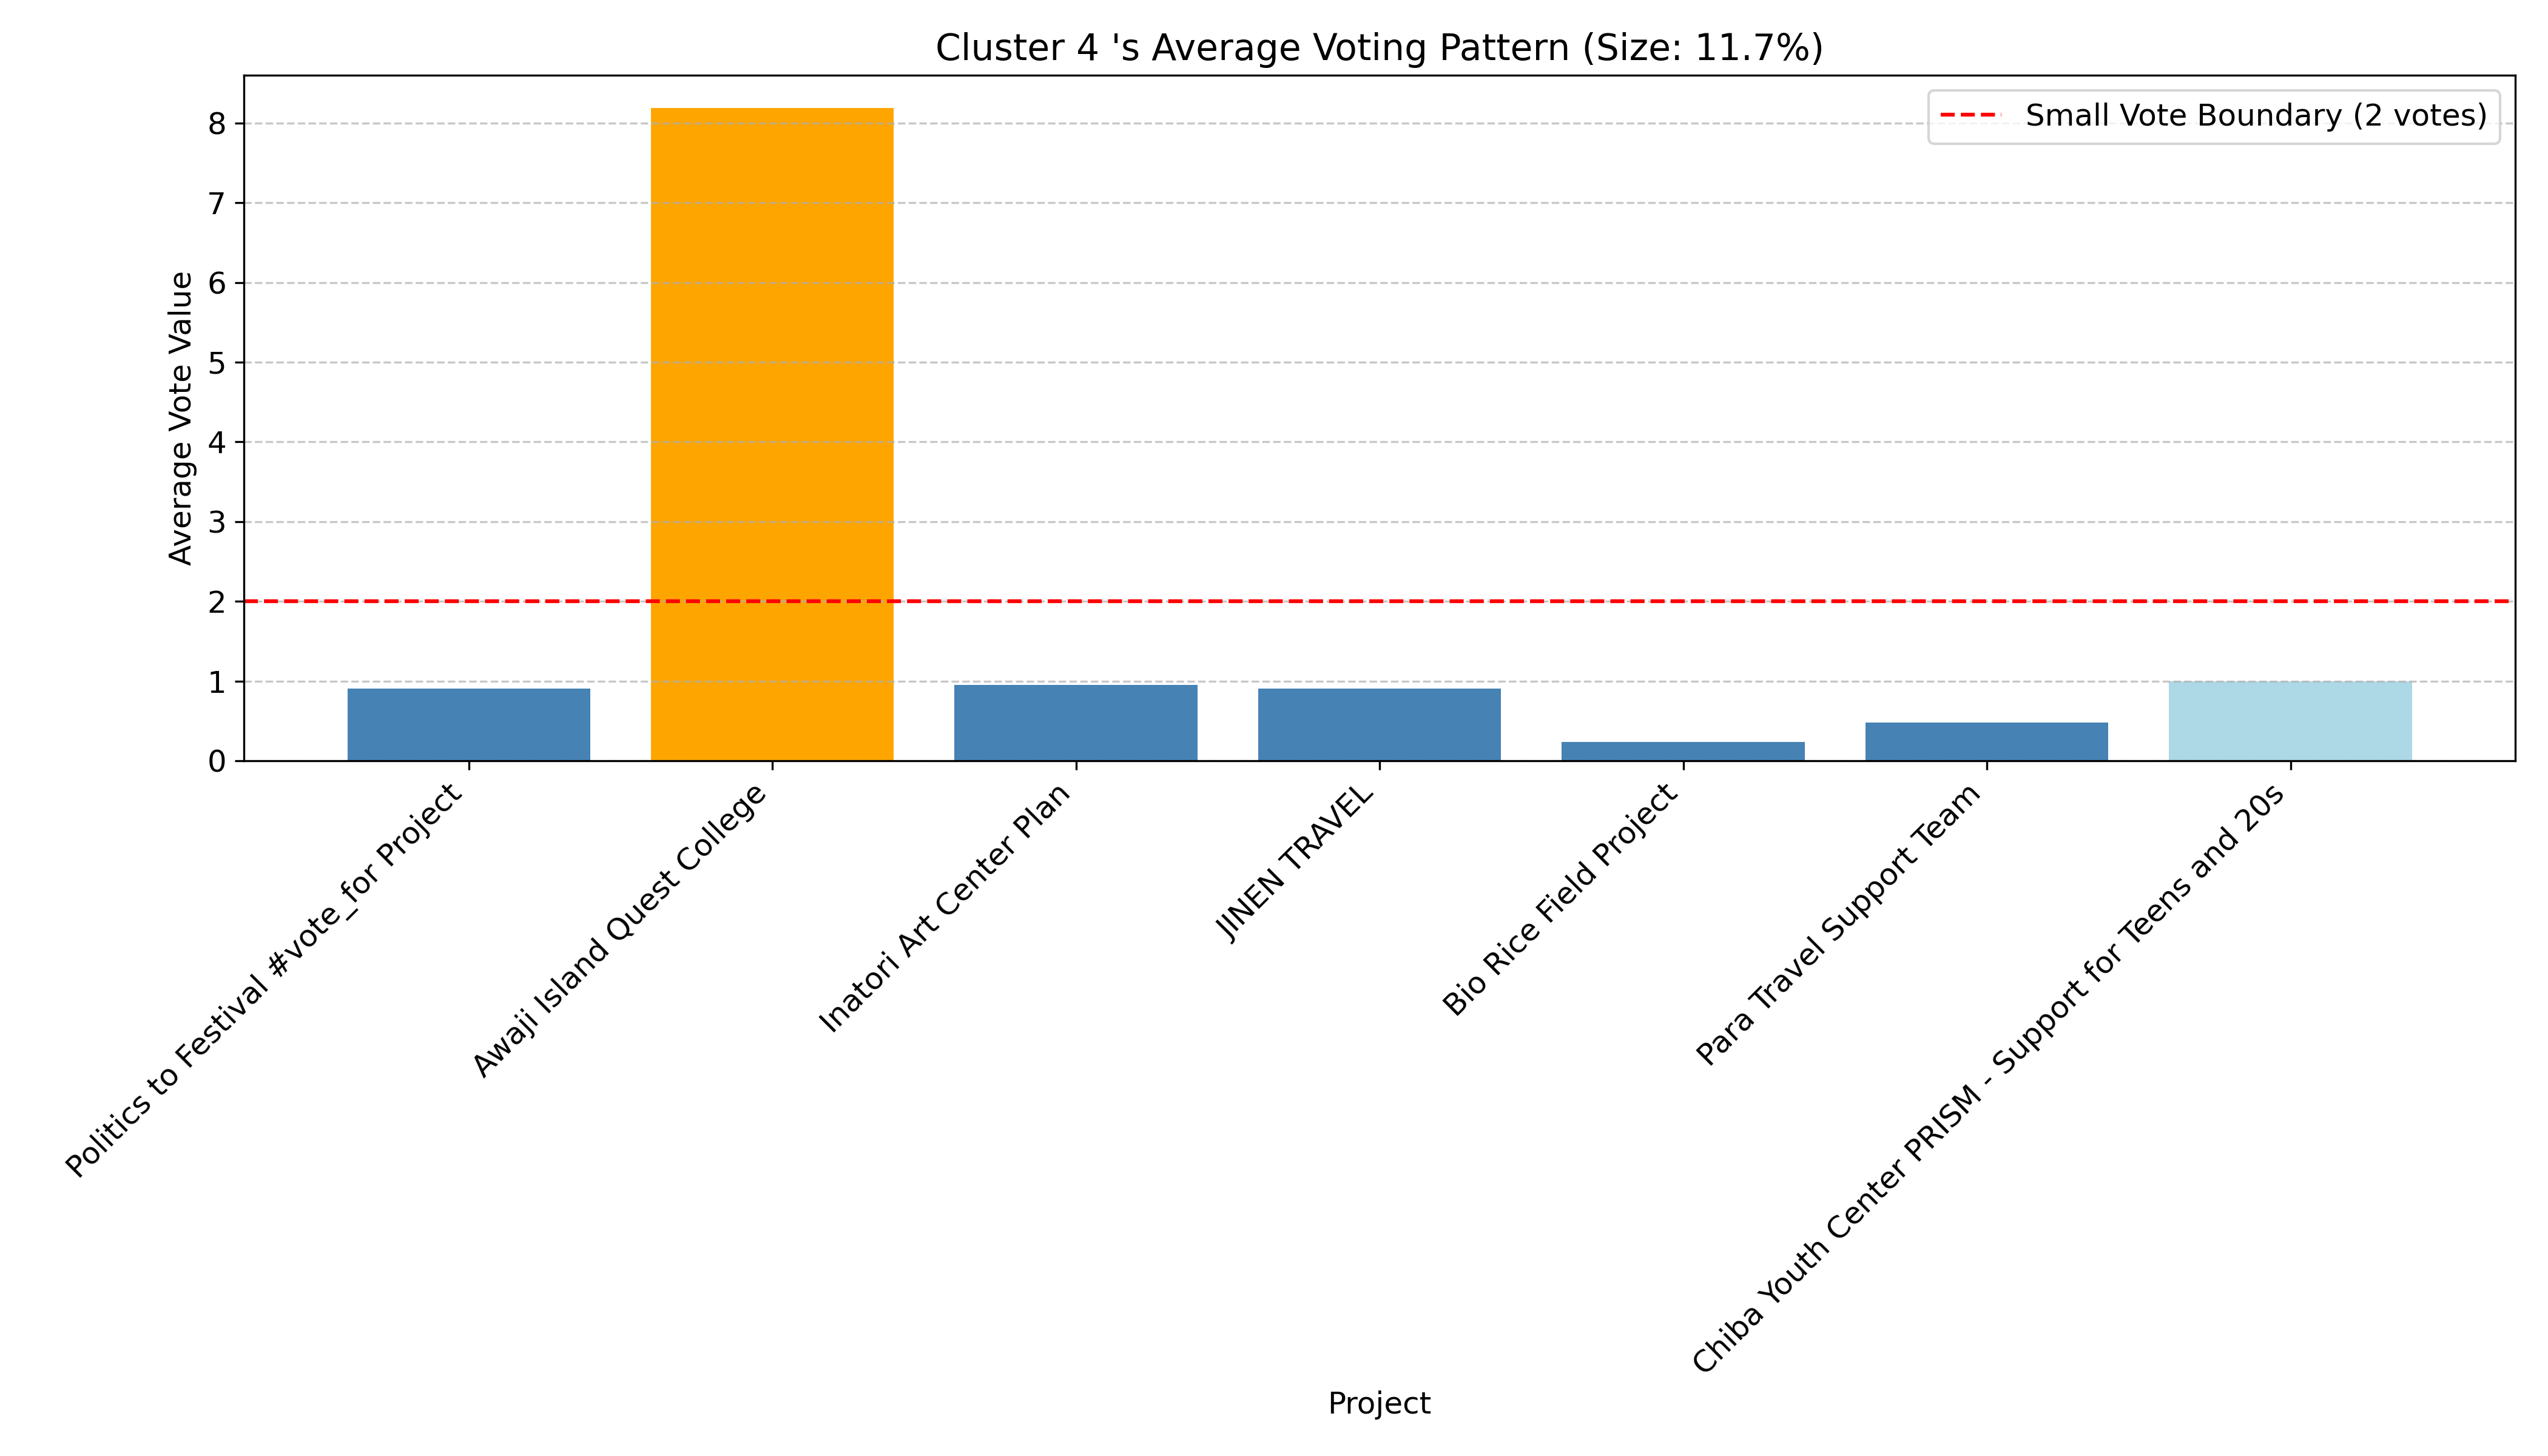 Cluster 4 's Average Voting Pattern (Size: 11.7%)
Small Vote Boundary (2 votes)
Average Vote Value
8
7
6
5
4
3
2
1
0
Politics to Festival #vote_for Project
Awaji Island Quest College
Inatori Art Center Plan
JINEN TRAVEL
Bio Rice Field Project
Para Travel Support Team
Chiba Youth Center PRISM - Support for Teens and 20s
Project